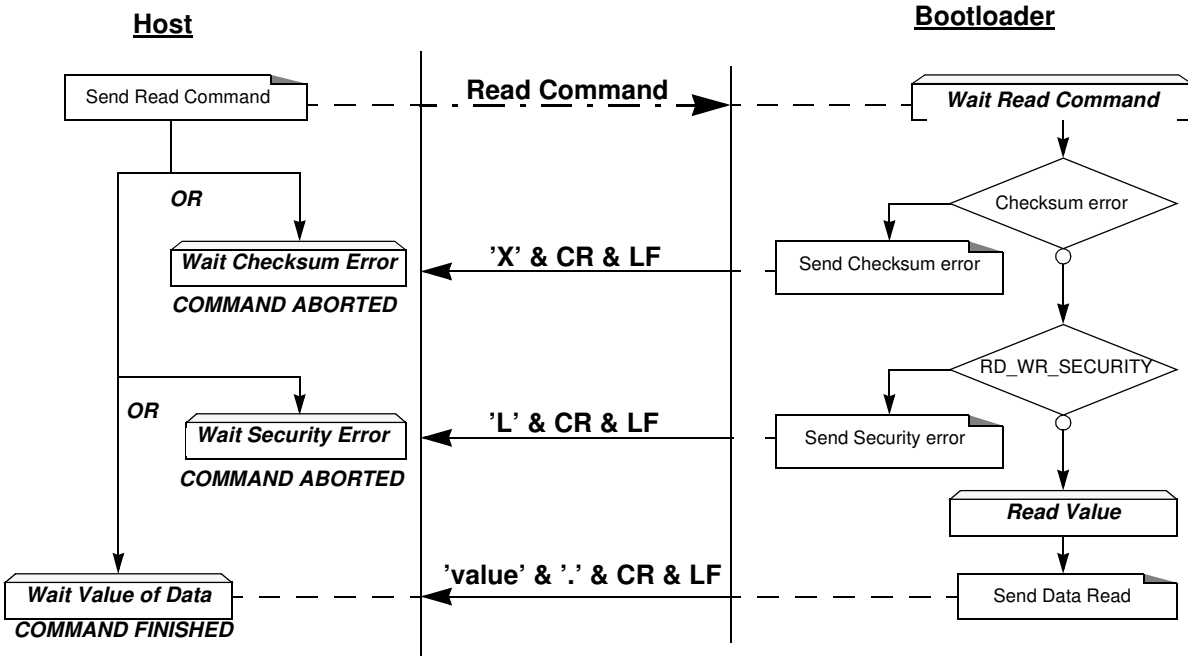 Host
Bootloader
Send Read Command
Read Command
Wait Read Command
OR
Checksum error
Wait Checksum Error
’X’ & CR & LF
Send Checksum error
COMMAND ABORTED
RD_WR_SECURITY
OR
Wait Security Error
’L’ & CR & LF
Send Security error
COMMAND ABORTED
Read Value
’value’ & ’.’ & CR & LF
Wait Value of Data
Send Data Read
COMMAND FINISHED